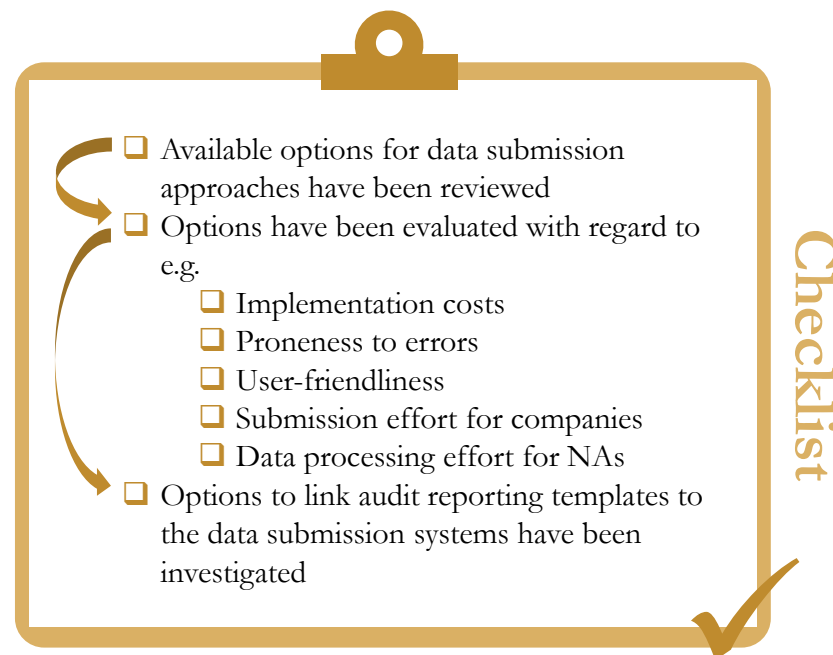 ❑ Available options for data submission
approaches have been reviewed
❑ Options have been evaluated with regard to
e.g.
❑ Implementation costs
❑ Proneness to errors
❑ User-friendliness
❑ Submission effort for companies
❑ Data processing effort for NAs
❑ Options to link audit reporting templates to
the data submission systems have been
investigated
Checklist